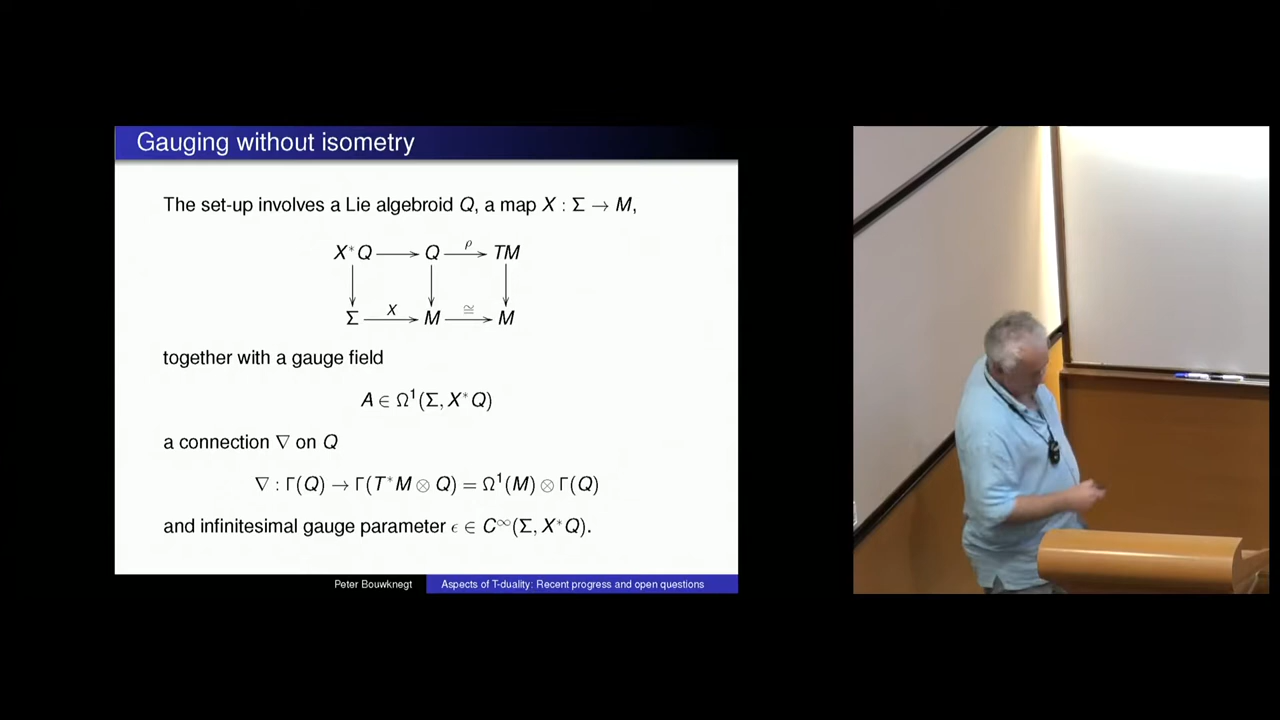 Gauging without isometry
The set-up involves a Lie algebroid Q, a map X : Σ → M,
X*Q → Q ρ→ TM
Σ X→ M ≅→ M
together with a gauge field
A ∈ Ω¹(Σ, X*Q)
a connection ∇ on Q
∇ : Γ(Q) → Γ(T*M ⊗ Q) = Ω¹(M) ⊗ Γ(Q)
and infinitesimal gauge parameter ϵ ∈ C∞(Σ, X*Q).
Peter Bouwknegt
Aspects of T-duality: Recent progress and open questions